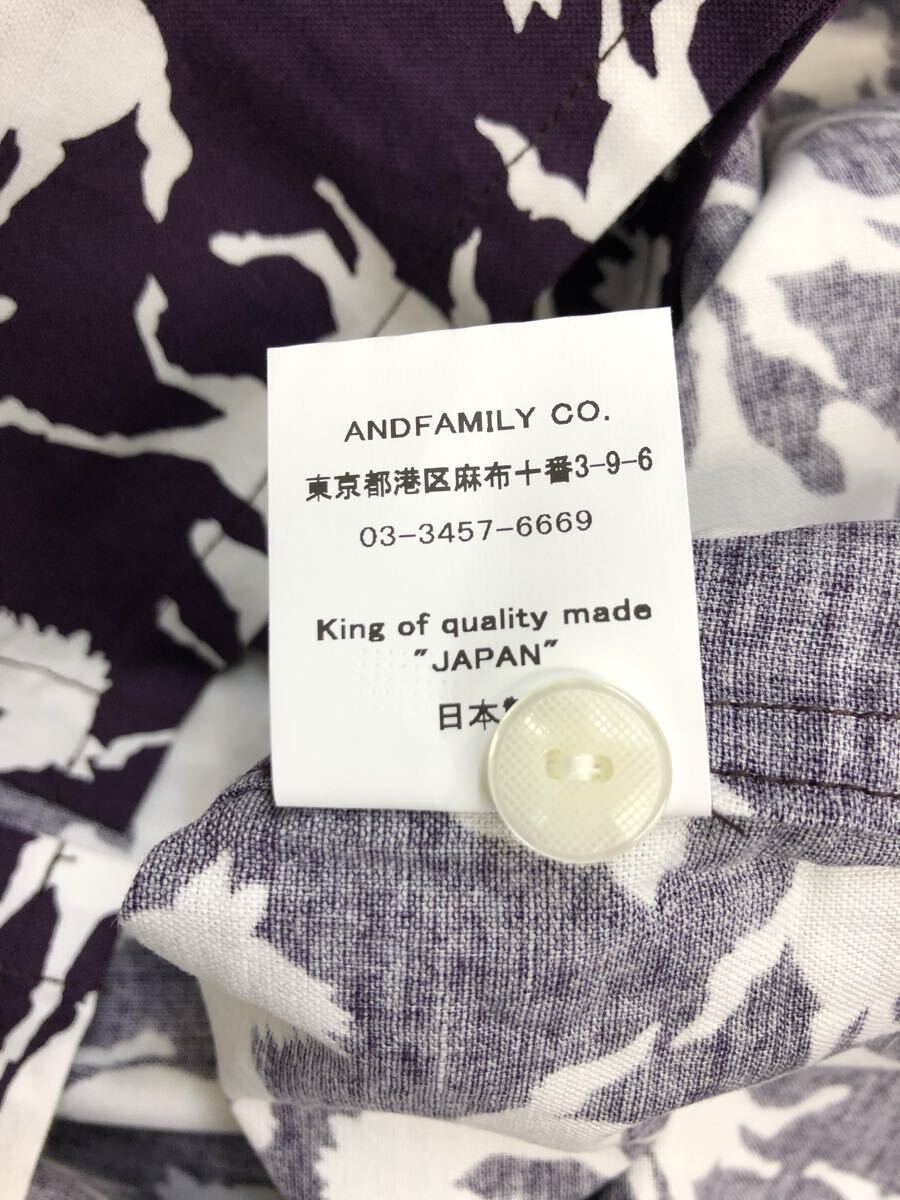 ANDFAMILY CO.
東京都港区麻布十番3-9-6
03-3457-6669
King of quality made
"JAPAN"
日本